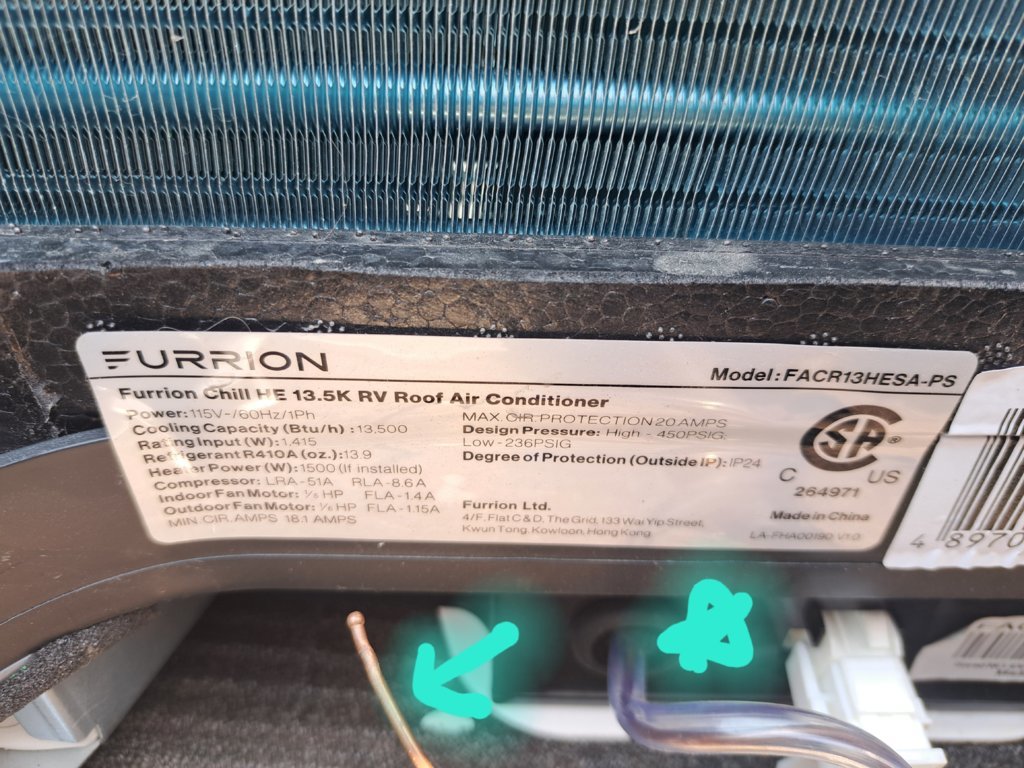 FURRION
Model: FACR13HESA-PS
Furrion Chill HE 13.5K RV Roof Air Conditioner
Power: 115V~/60Hz/1Ph
Cooling Capacity (Btu/h) : 13,500
Rating Input (W): 1,415
Refrigerant R410A (oz.): 13.9
Heater Power (W): 1500 (If installed)
Compressor: LRA-51A RLA-8.6A
Indoor Fan Motor: 1/6 HP FLA-1.4A
Outdoor Fan Motor: 1/6 HP FLA-1.15A
MIN.CIR.AMPS 18.1 AMPS
MAX.CIR.PROTECTION 20 AMPS
Design Pressure: High - 450PSIG,
Low-236PSIG
Degree of Protection (Outside IP): IP24
Furrion Ltd.
4/F, Flat C & D, The Grid, 133 Wai Yip Street,
Kwun Tong, Kowloon, Hong Kong
SA ®
C US
264971
Made in China
LA-FHA00190 V1.0
4 8970
FAC